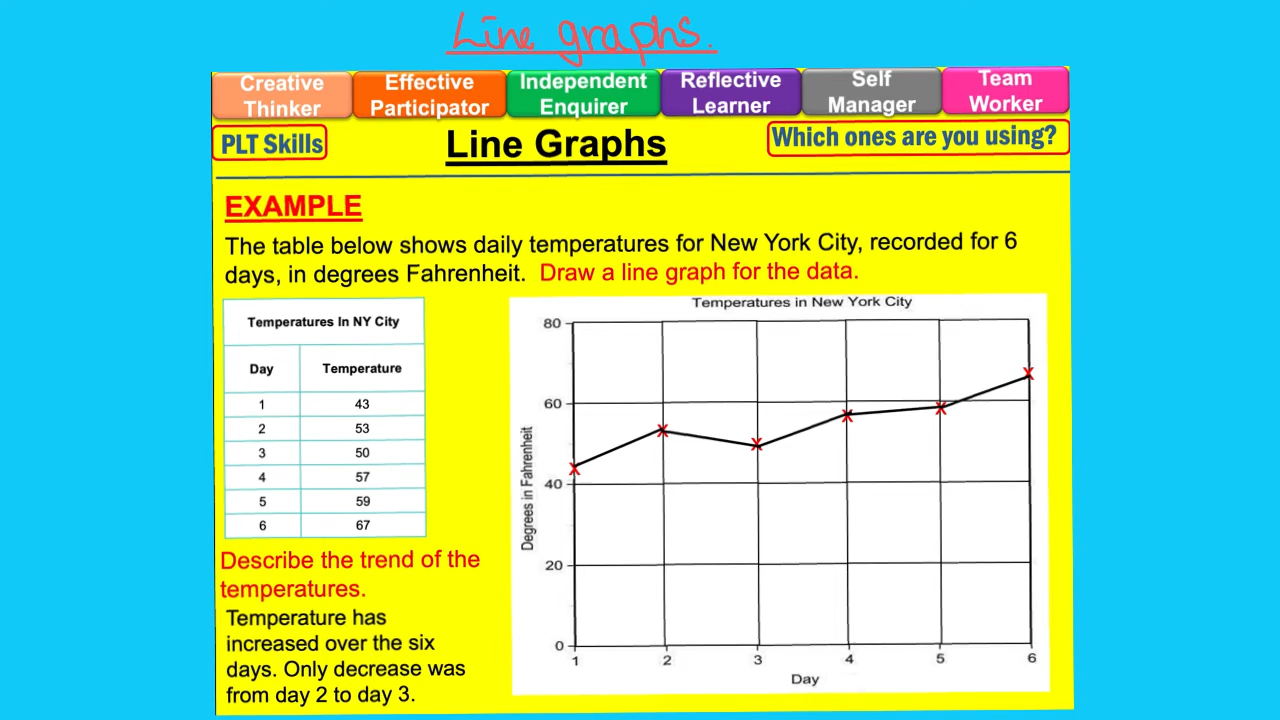 Line graphs.
Creative Thinker
Effective Participator
Independent Enquirer
Reflective Learner
Self Manager
Team Worker
PLT Skills
Line Graphs
Which ones are you using?
EXAMPLE
The table below shows daily temperatures for New York City, recorded for 6
days, in degrees Fahrenheit. Draw a line graph for the data.
Temperatures In NY City
Day Temperature
1 43
2 53
3 50
4 57
5 59
6 67
Describe the trend of the
temperatures.
Temperature has
increased over the six
days. Only decrease was
from day 2 to day 3.
Temperatures in New York City
Degrees in Fahrenheit
80
60
40
20
0
1 2 3 4 5 6
Day